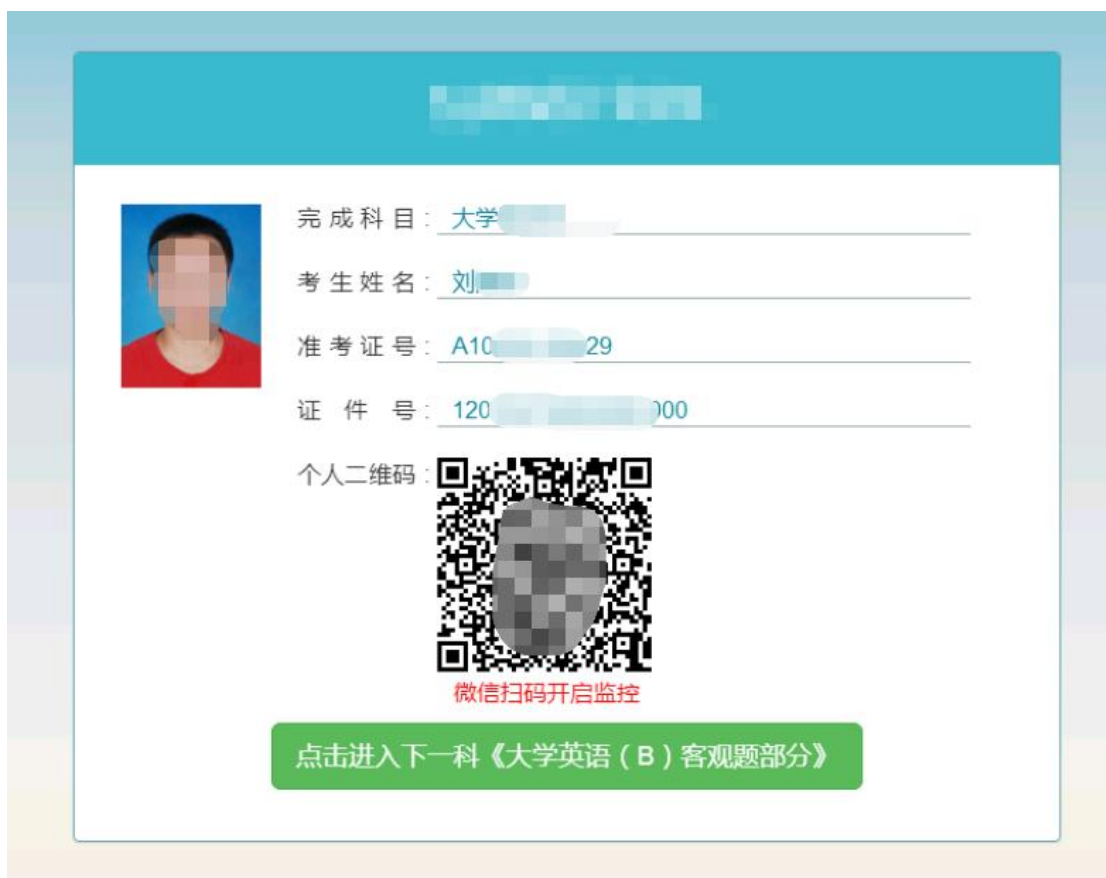 完成科目: 大学
考生姓名: 刘
准考证号: A10 29
证件号: 120 000
个人二维码:
微信扫码开启监控
点击进入下一科《大学英语(B)客观题部分》